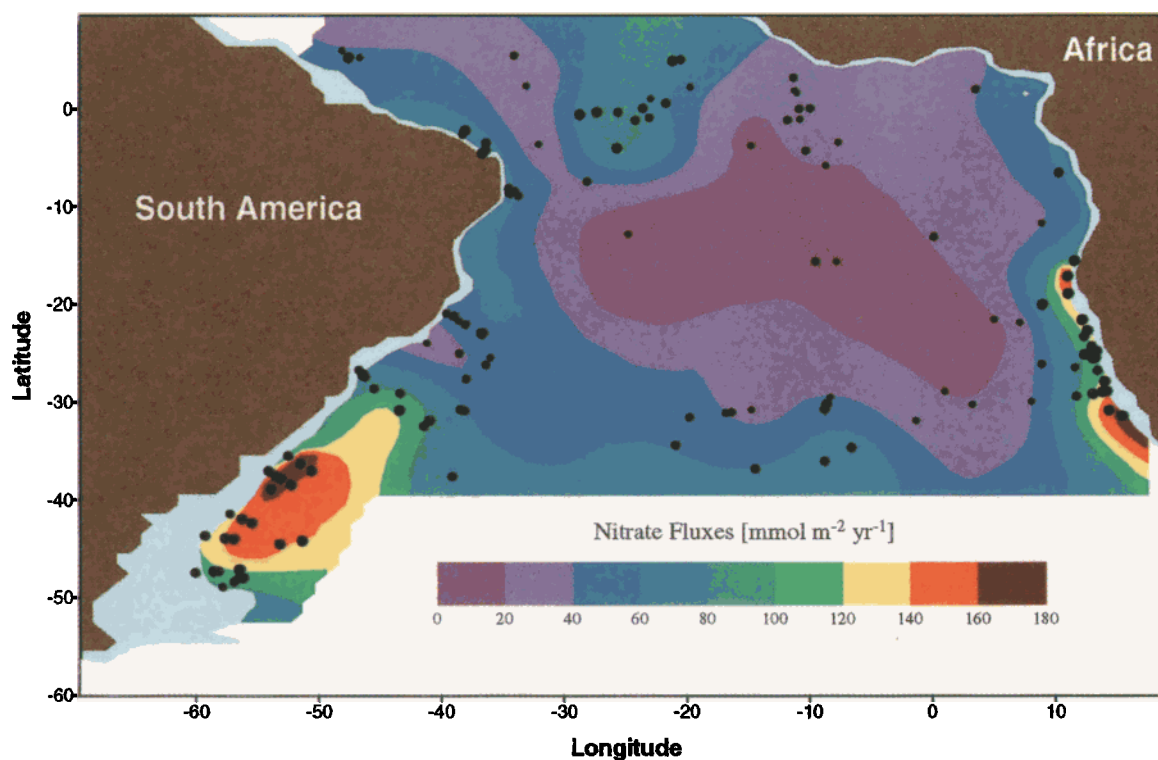 Africa
South America
0
-10
-20
-30
-40
-50
-60
Latitude
Nitrate Fluxes [mmol m-2 yr-1]
0 20 40 60 80 100 120 140 160 180
-60 -50 -40 -30 -20 -10 0 10
Longitude